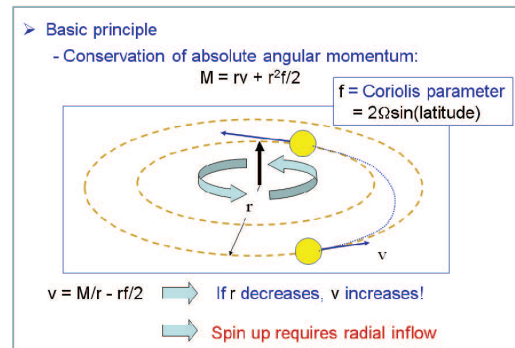 ➤ Basic principle
- Conservation of absolute angular momentum:
M = rv + r²f/2
f = Coriolis parameter
= 2Ωsin(latitude)
r
v
v = M/r - rf/2
If r decreases, v increases!
Spin up requires radial inflow